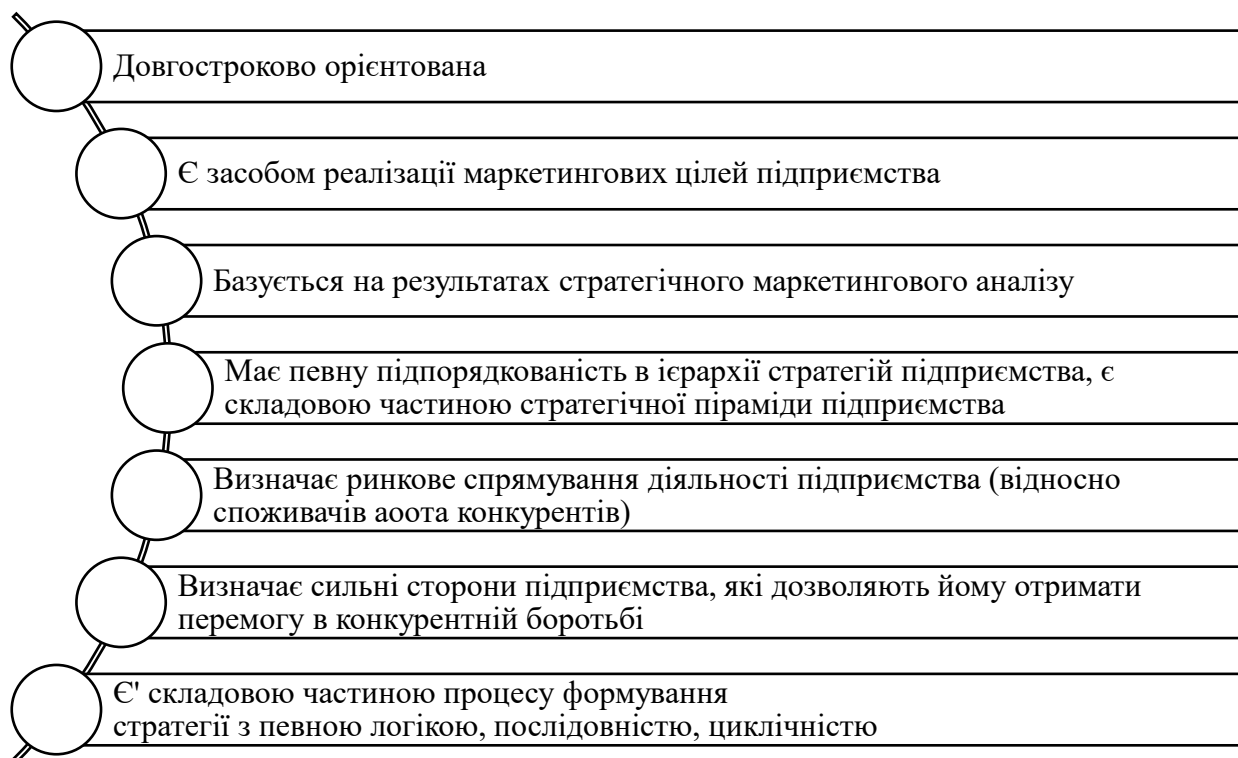 Довгостроково орієнтована
Є засобом реалізації маркетингових цілей підприємства
Базується на результатах стратегічного маркетингового аналізу
Має певну підпорядкованість в ієрархії стратегій підприємства, є
складовою частиною стратегічної піраміди підприємства
Визначає ринкове спрямування діяльності підприємства (відносно
споживачів аоота конкурентів)
Визначає сильні сторони підприємства, які дозволяють йому отримати
перемогу в конкурентній боротьбі
Є' складовою частиною процесу формування
стратегії з певною логікою, послідовністю, циклічністю